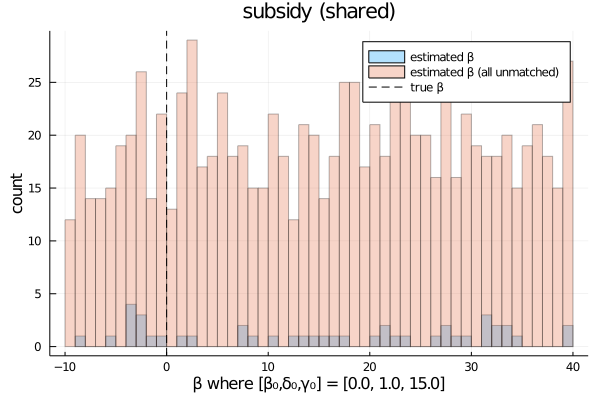 subsidy (shared)
estimated β
estimated β (all unmatched)
true β
count
25
20
15
10
5
0
−10 0 10 20 30 40
β where [β₀,δ₀,γ₀] = [0.0, 1.0, 15.0]